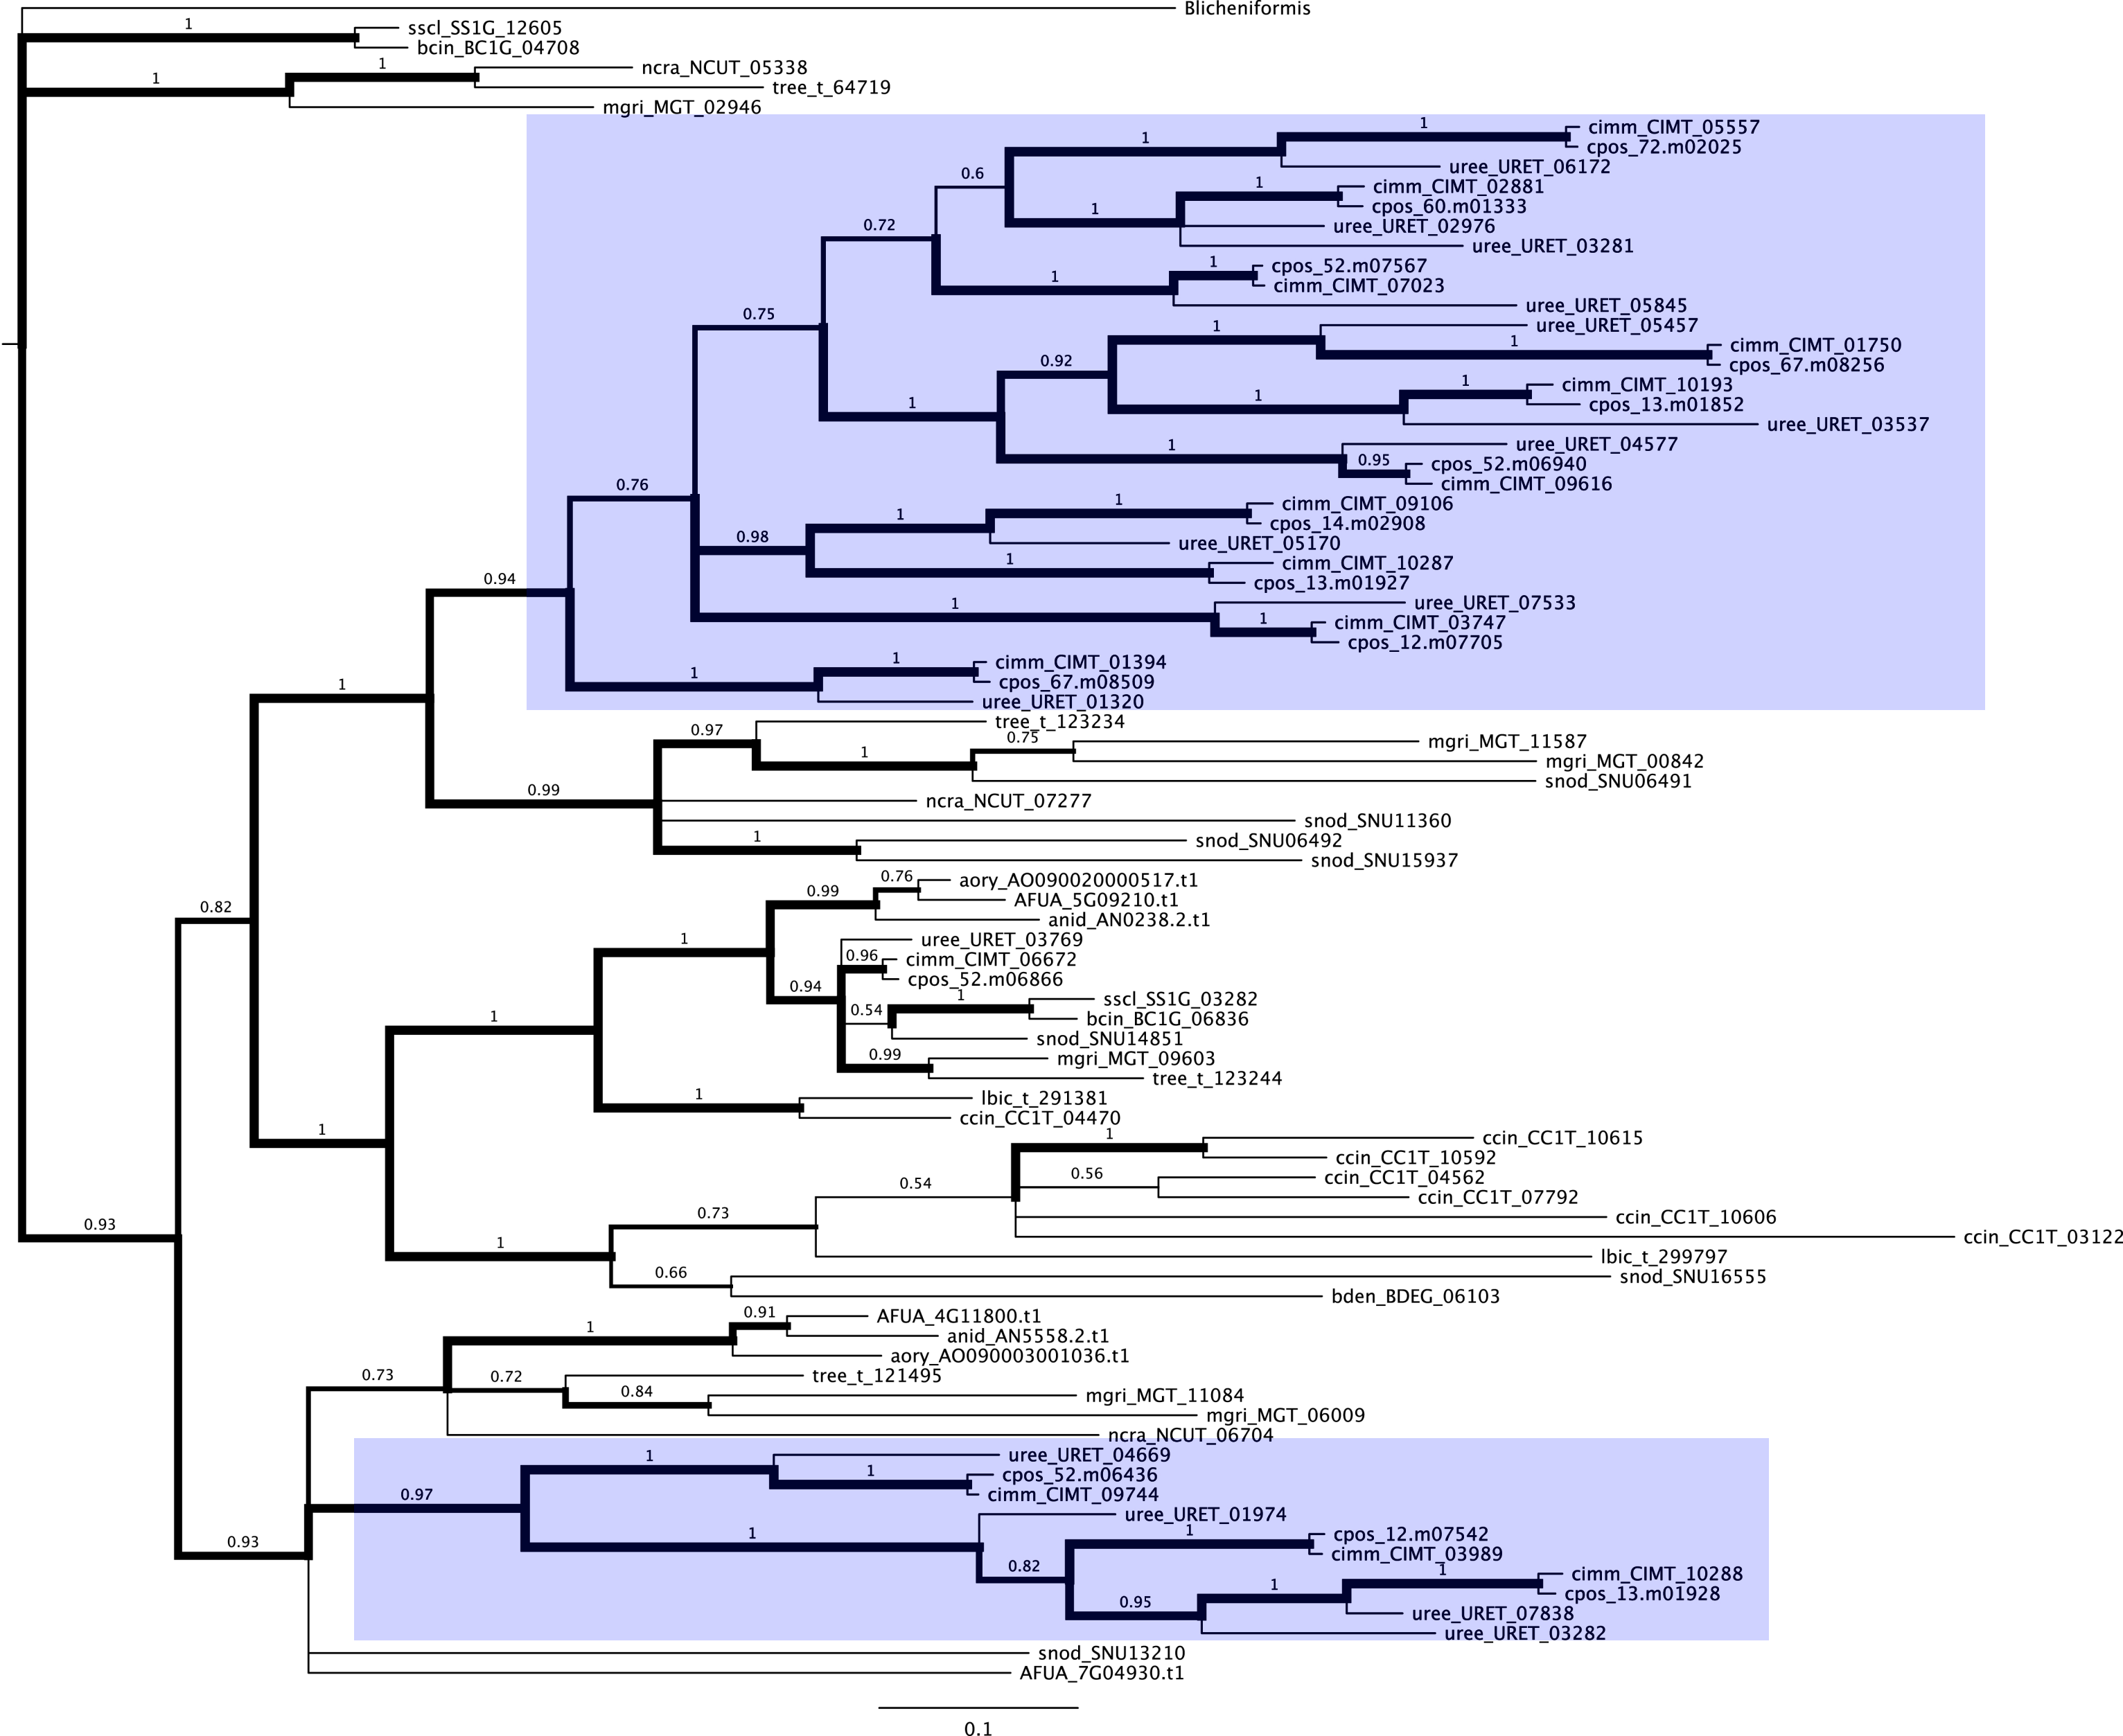 Blicheniformis
1
sscl_SS1G_12605
bcin_BC1G_04708
1
ncra_NCUT_05338
1
tree_t_64719
mgri_MGT_02946
1
cimm_CIMT_05557
1
cpos_72.m02025
uree_URET_06172
0.6
1
cimm_CIMT_02881
1
cpos_60.m01333
0.72
uree_URET_02976
uree_URET_03281
1
cpos_52.m07567
1
cimm_CIMT_07023
0.75
uree_URET_05845
1
uree_URET_05457
1
cimm_CIMT_01750
0.92
cpos_67.m08256
1
cimm_CIMT_10193
1
1
cpos_13.m01852
uree_URET_03537
1
uree_URET_04577
0.95
cpos_52.m06940
0.76
cimm_CIMT_09616
1
cimm_CIMT_09106
1
cpos_14.m02908
0.98
uree_URET_05170
1
cimm_CIMT_10287
0.94
cpos_13.m01927
1
uree_URET_07533
1
cimm_CIMT_03747
cpos_12.m07705
1
cimm_CIMT_01394
1
1
cpos_67.m08509
uree_URET_01320
0.97
tree_t_123234
0.75
mgri_MGT_11587
1
mgri_MGT_00842
0.99
snod_SNU06491
ncra_NCUT_07277
snod_SNU11360
1
snod_SNU06492
snod_SNU15937
0.76
aory_AO090020000517.t1
0.99
AFUA_5G09210.t1
0.82
anid_AN0238.2.t1
1
uree_URET_03769
0.96
cimm_CIMT_06672
0.94
cpos_52.m06866
1
sscl_SS1G_03282
1
0.54
bcin_BC1G_06836
snod_SNU14851
0.99
mgri_MGT_09603
tree_t_123244
1
lbic_t_291381
ccin_CC1T_04470
1
1
ccin_CC1T_10615
ccin_CC1T_10592
0.54
0.56
ccin_CC1T_04562
ccin_CC1T_07792
0.93
0.73
ccin_CC1T_10606
1
ccin_CC1T_03122
lbic_t_299797
0.66
snod_SNU16555
bden_BDEG_06103
0.91
AFUA_4G11800.t1
1
anid_AN5558.2.t1
aory_AO090003001036.t1
0.73
0.72
tree_t_121495
0.84
mgri_MGT_11084
mgri_MGT_06009
ncra_NCUT_06704
1
uree_URET_04669
1
cpos_52.m06436
0.97
cimm_CIMT_09744
uree_URET_01974
1
1
cpos_12.m07542
0.93
cimm_CIMT_03989
0.82
1
cimm_CIMT_10288
1
cpos_13.m01928
0.95
uree_URET_07838
uree_URET_03282
snod_SNU13210
AFUA_7G04930.t1
0.1